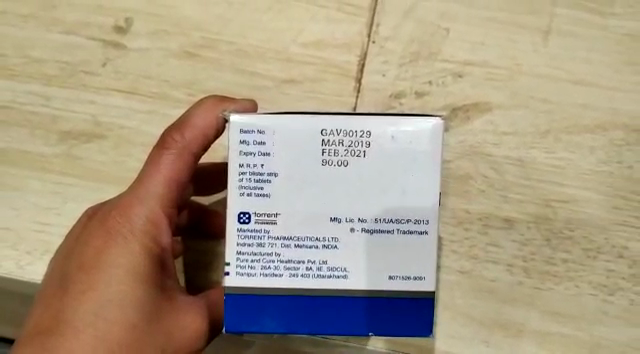 Batch No. : GAV90129
Mfg. Date : MAR.2019
Expiry Date : FEB.2021
M.R.P. ₹ 90.00
per blister strip
of 15 tablets
(Inclusive
of all taxes)
torrent
PHARMA
Mfg. Lic. No. : 51/UA/SC/P-2013
® - Registered Trademark
Marketed by :
TORRENT PHARMACEUTICALS LTD.
Indrad-382 721, Dist. Mehsana, INDIA.
Manufactured by :
Pure and Cure Healthcare Pvt. Ltd.
Plot No. 26A-30, Sector - 8A, IIE, SIDCUL,
Ranipur, Haridwar - 249 403 (Uttarakhand)
8071526-9091